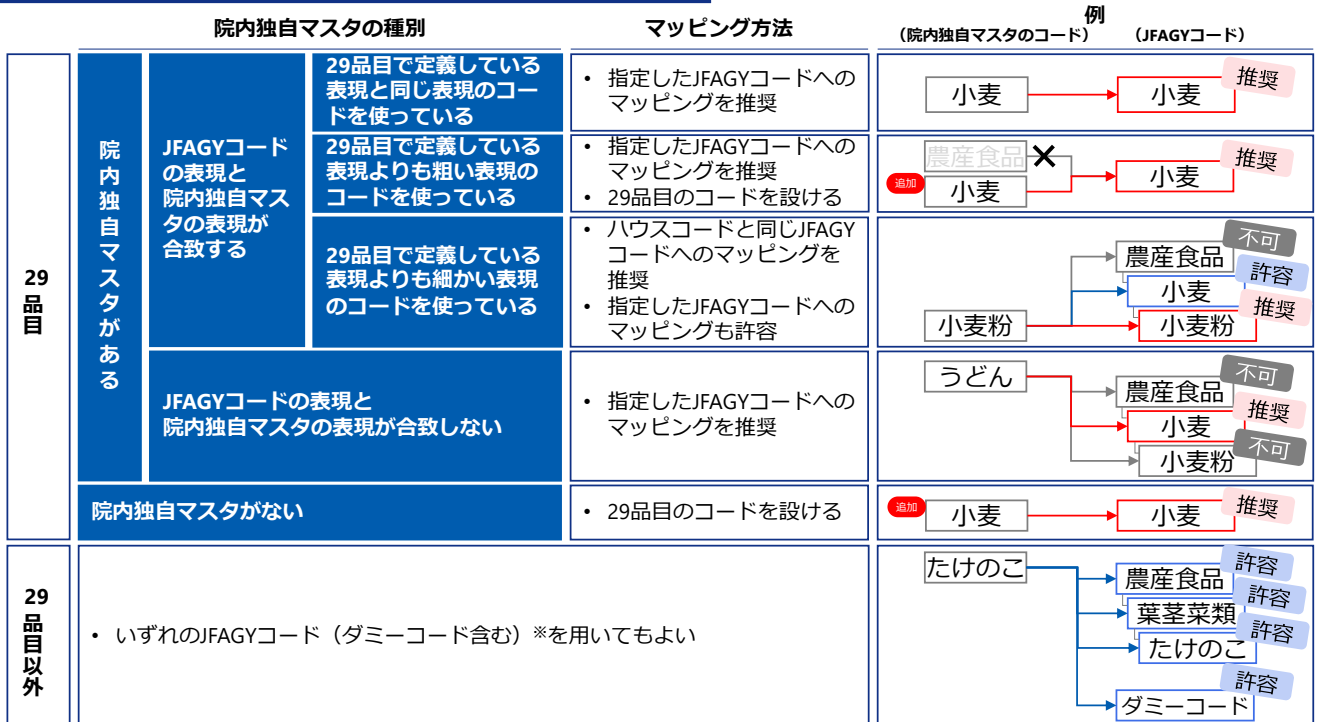 院内独自マスタの種別
マッピング方法
例
（院内独自マスタのコード）
（JFAGYコード）
29
品
目
院
内
独
自
マ
ス
タ
が
あ
る
JFAGYコード
の表現と
院内独自マス
タの表現が
合致する
29品目で定義している
表現と同じ表現のコー
ドを使っている
• 指定したJFAGYコードへの
マッピングを推奨
小麦
小麦
推奨
29品目で定義している
表現よりも粗い表現の
コードを使っている
• 指定したJFAGYコードへの
マッピングを推奨
• 29品目のコードを設ける
農産食品
追加
小麦
小麦
推奨
29品目で定義している
表現よりも細かい表現
のコードを使っている
• ハウスコードと同じJFAGY
コードへのマッピングを
推奨
• 指定したJFAGYコードへの
マッピングも許容
小麦粉
農産食品
不可
小麦
許容
小麦粉
推奨
JFAGYコードの表現と
院内独自マスタの表現が合致しない
• 指定したJFAGYコードへの
マッピングを推奨
うどん
農産食品
不可
小麦
推奨
小麦粉
不可
院内独自マスタがない
• 29品目のコードを設ける
追加
小麦
小麦
推奨
29
品
目
以
外
• いずれのJFAGYコード（ダミーコード含む）※を用いてもよい
たけのこ
農産食品
許容
葉茎菜類
許容
たけのこ
許容
ダミーコード
許容